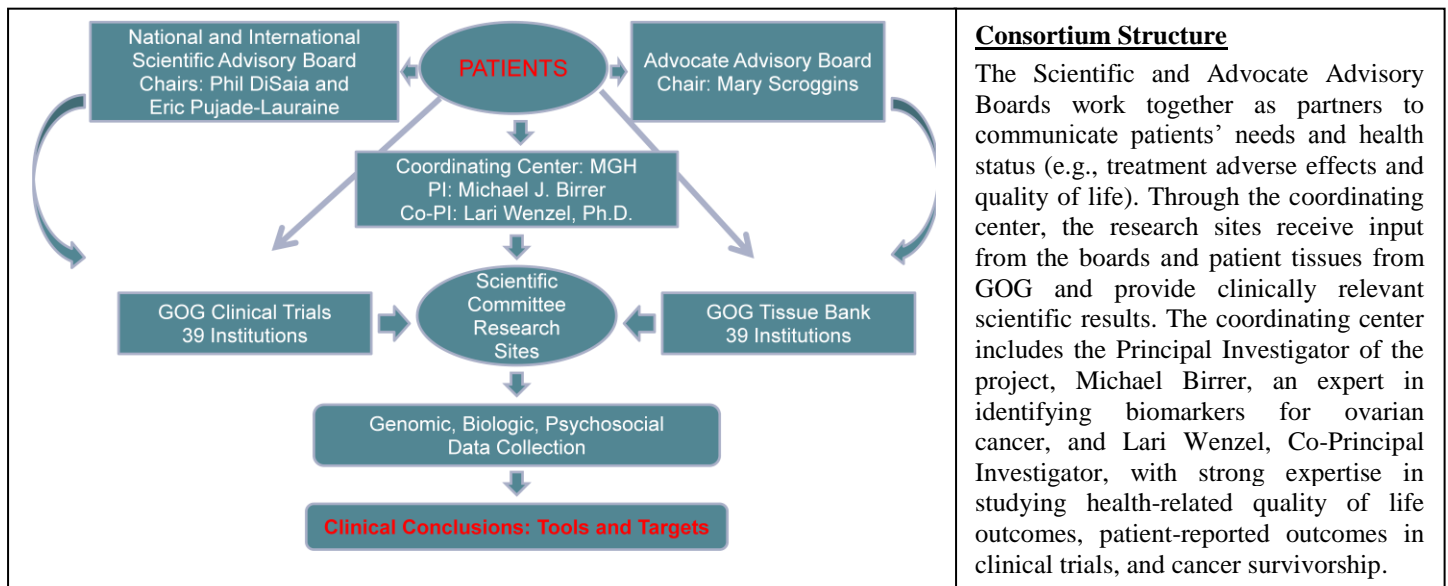 National and International
Scientific Advisory Board
Chairs: Phil DiSaia and
Eric Pujade-Lauraine
PATIENTS
Advocate Advisory Board
Chair: Mary Scroggins
Coordinating Center: MGH
PI: Michael J. Birrer
Co-PI: Lari Wenzel, Ph.D.
GOG Clinical Trials
39 Institutions
Scientific
Committee
Research
Sites
GOG Tissue Bank
39 Institutions
Genomic, Biologic, Psychosocial
Data Collection
Clinical Conclusions: Tools and Targets
Consortium Structure
The Scientific and Advocate Advisory
Boards work together as partners to
communicate patients’ needs and health
status (e.g., treatment adverse effects and
quality of life). Through the coordinating
center, the research sites receive input
from the boards and patient tissues from
GOG and provide clinically relevant
scientific results. The coordinating center
includes the Principal Investigator of the
project, Michael Birrer, an expert in
identifying biomarkers for ovarian
cancer, and Lari Wenzel, Co-Principal
Investigator, with strong expertise in
studying health-related quality of life
outcomes, patient-reported outcomes in
clinical trials, and cancer survivorship.